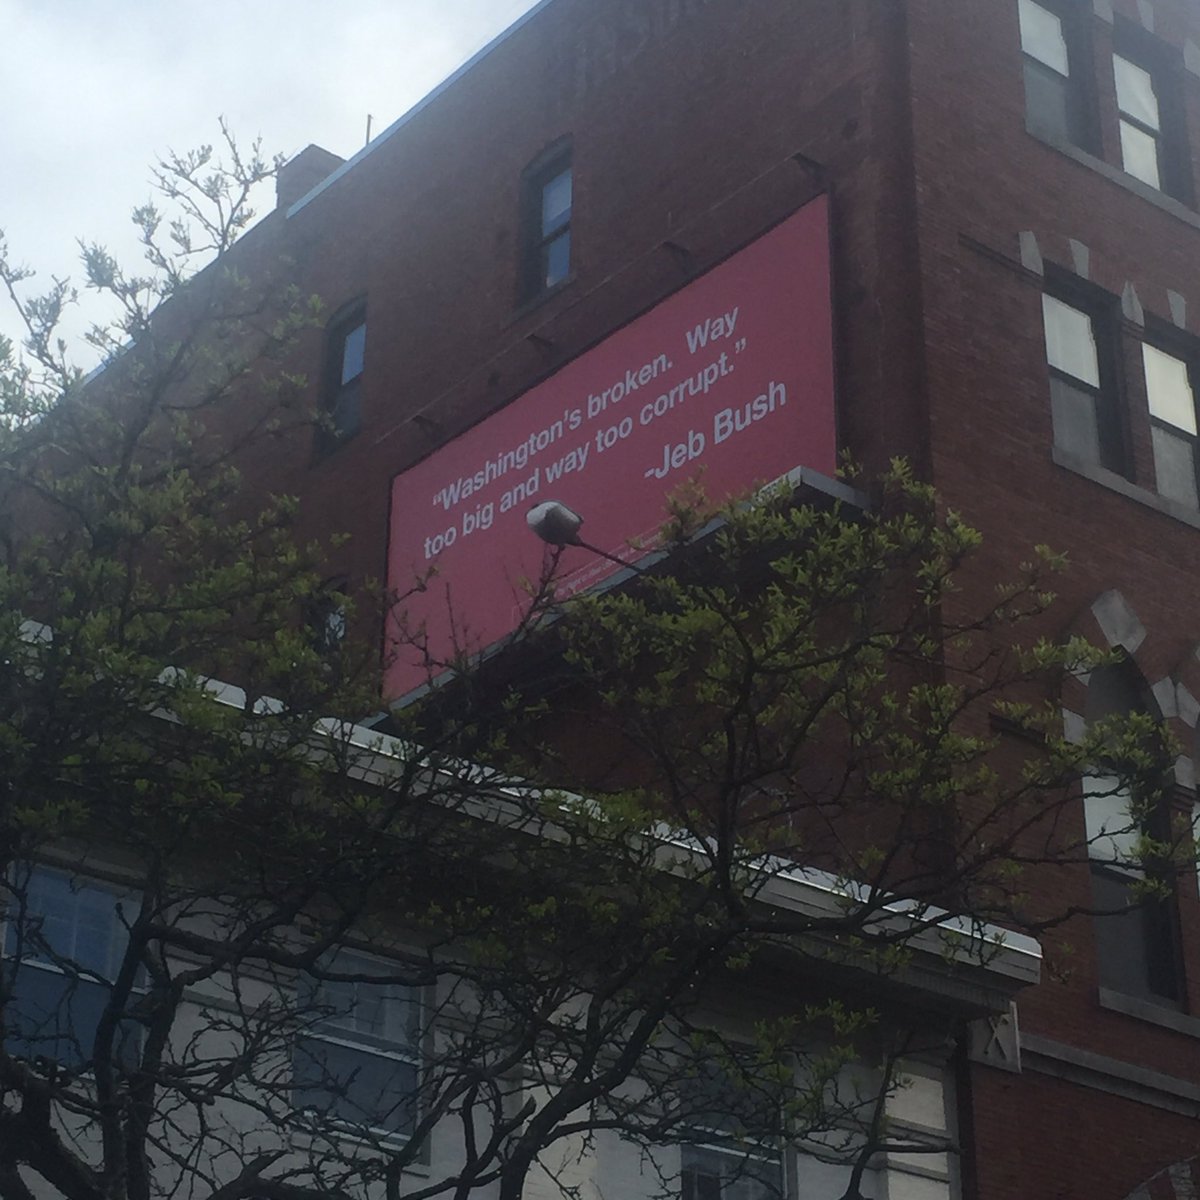 “Washington’s broken. Way
too big and way too corrupt.”
-Jeb Bush